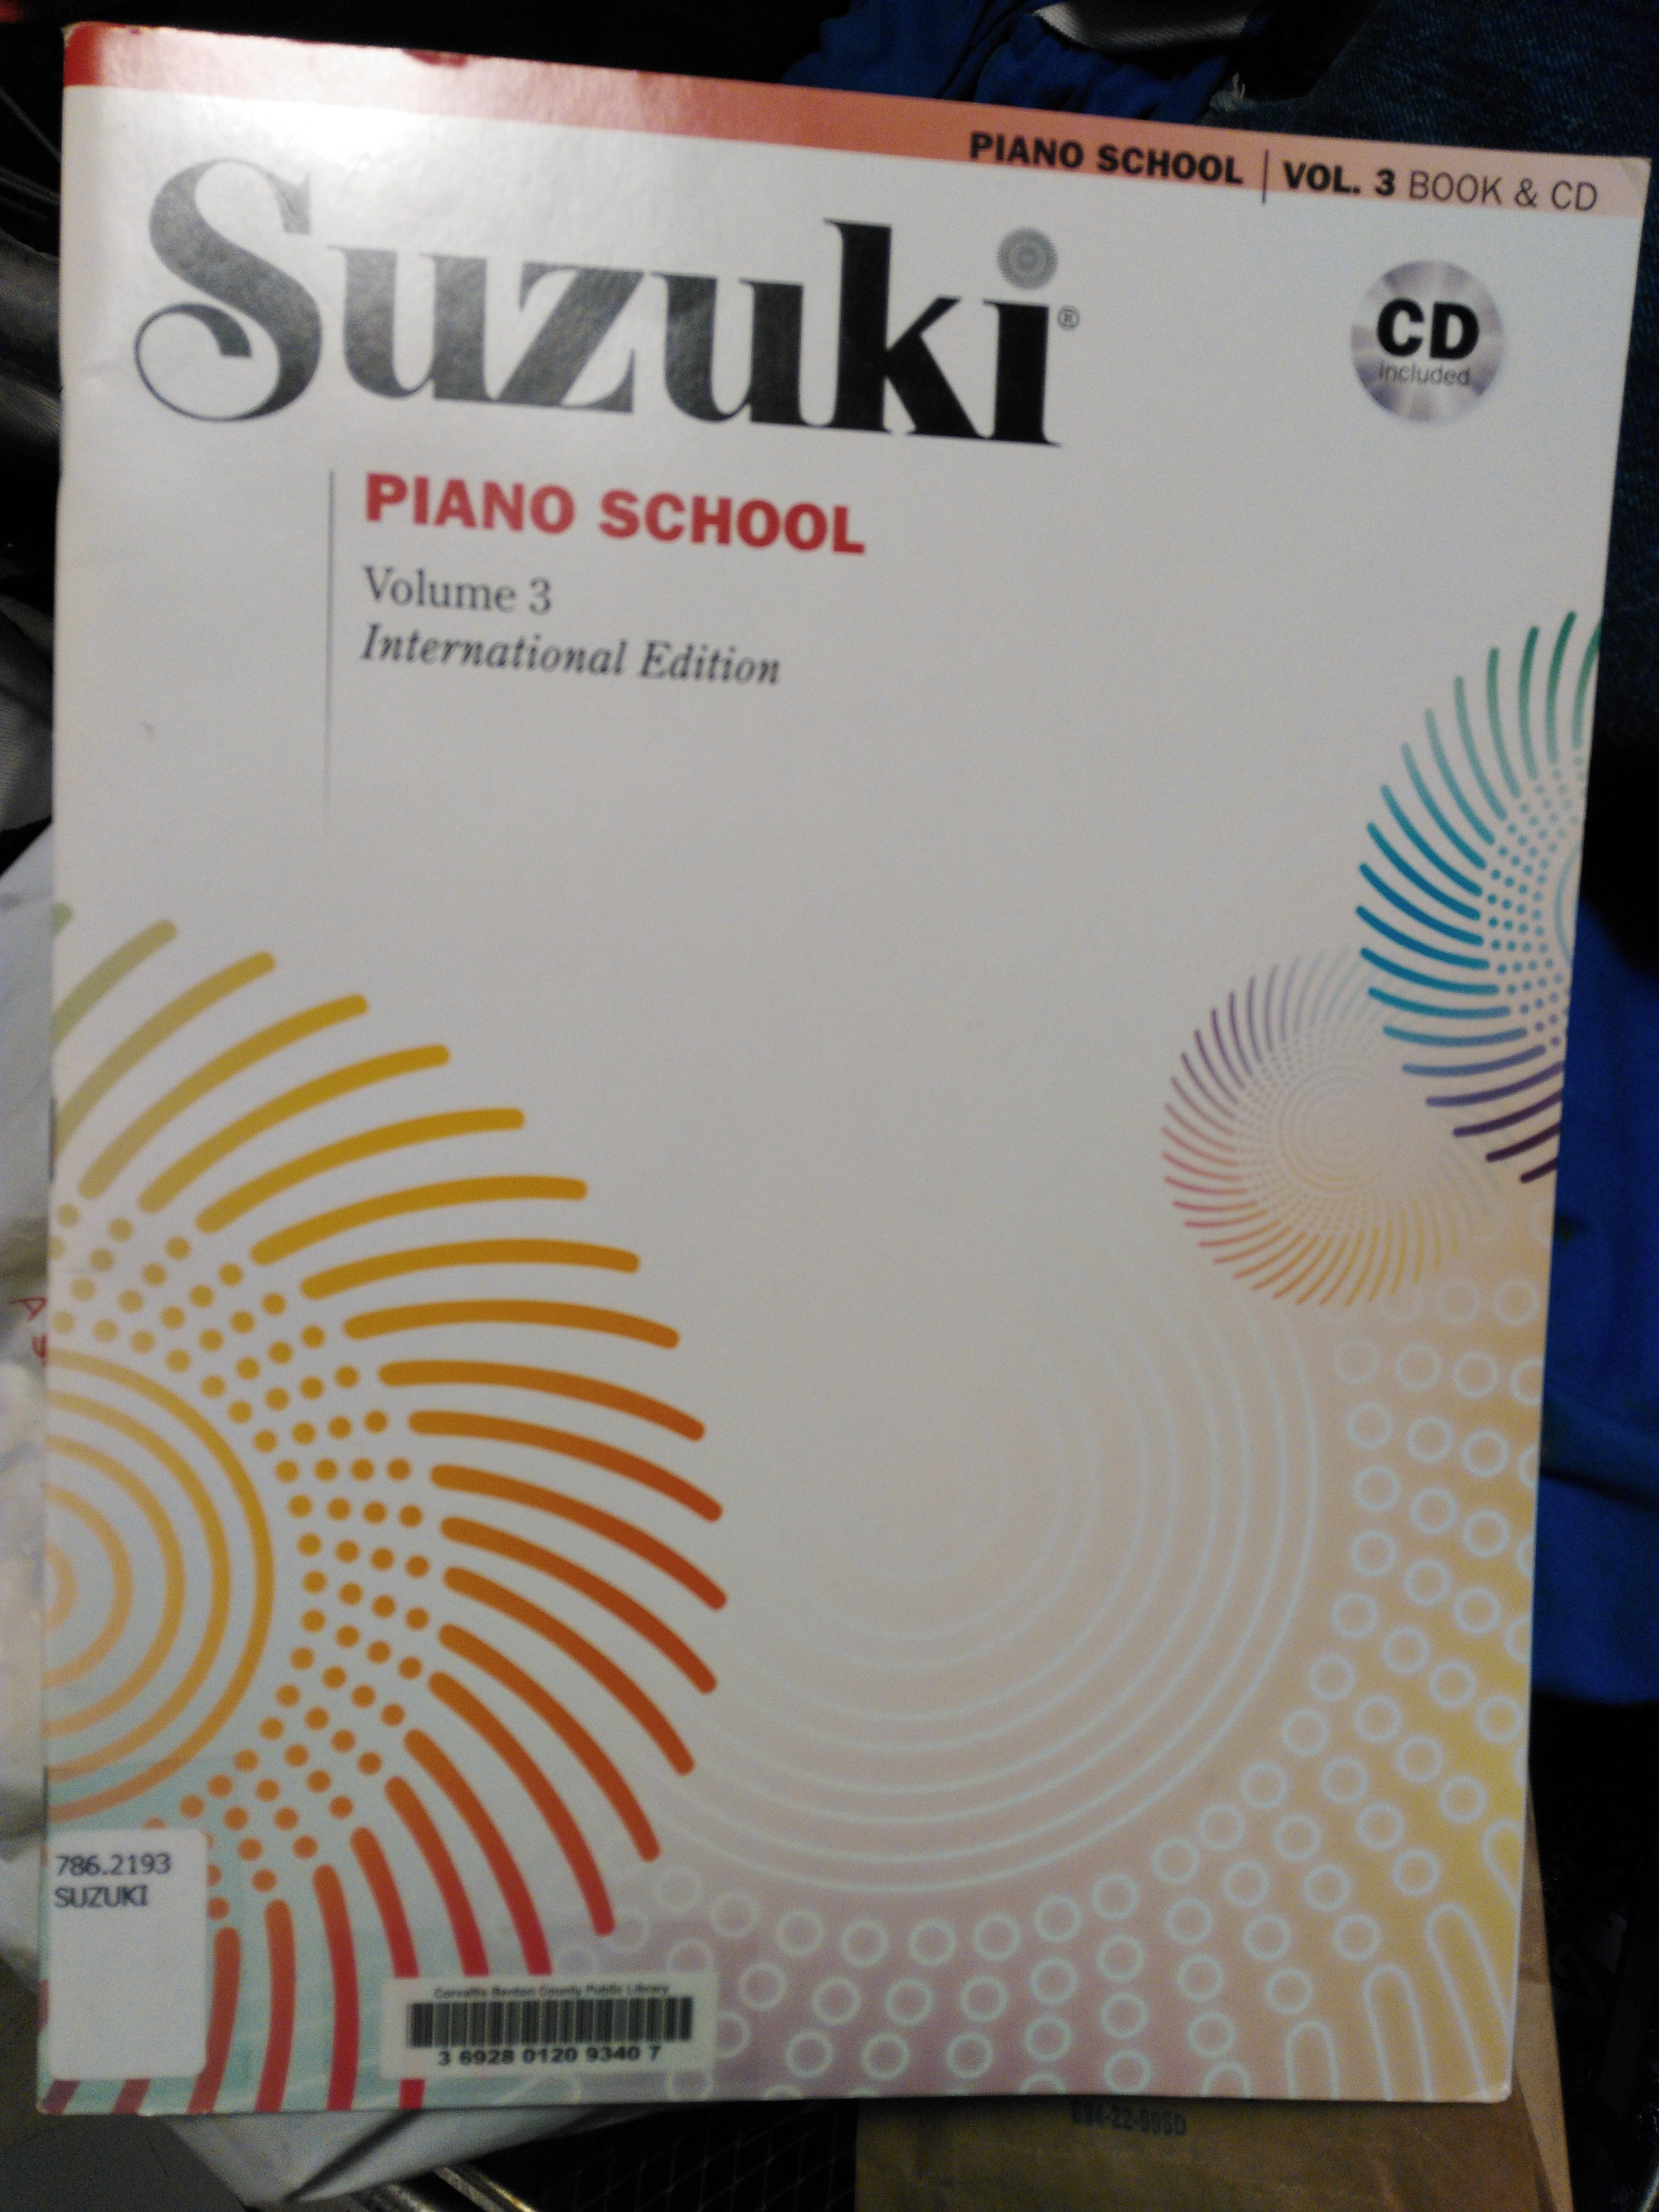 PIANO SCHOOL | VOL. 3 BOOK & CD
Suzuki®
CD
included
PIANO SCHOOL
Volume 3
International Edition
786.2193
SUZUKI
Corvallis Benton County Public Library
3 6928 0120 9340 7